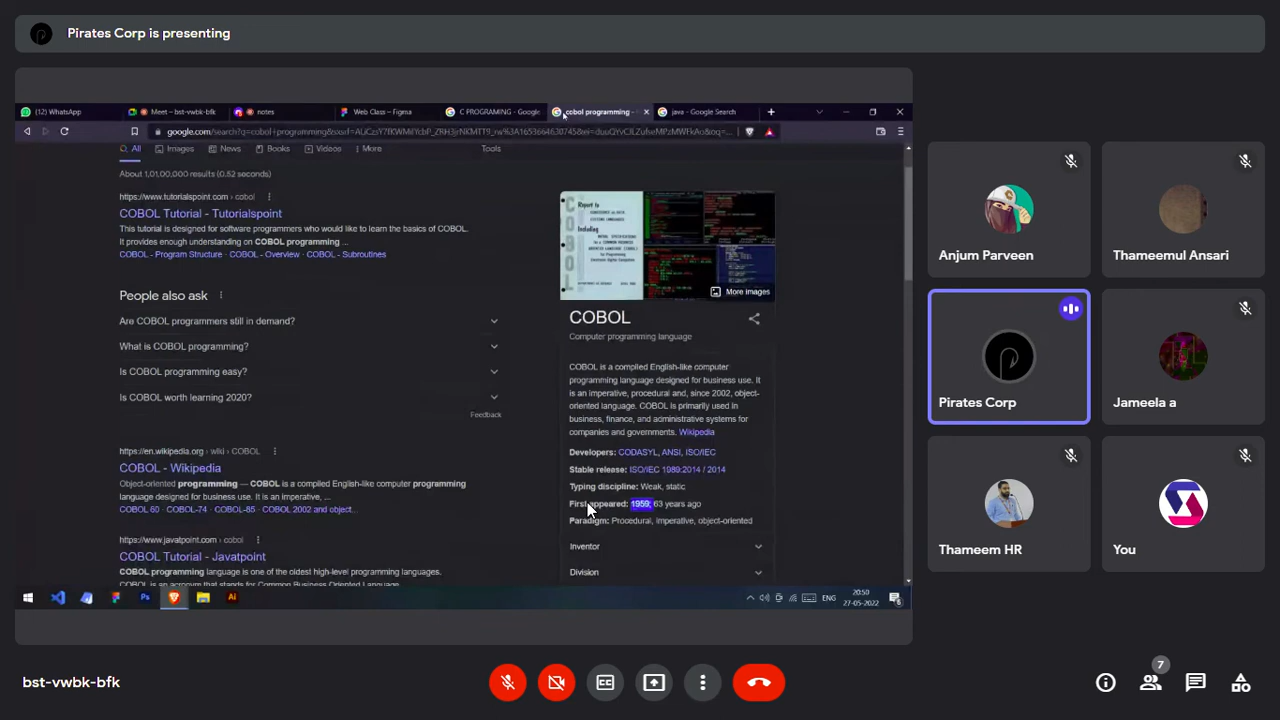 Pirates Corp is presenting
(12) WhatsApp
Meet – bst-vwbk-bfk
notes
Web Class – Figma
C PROGRAMING - Google
cobol programming -
java - Google Search
All
Images
News
Books
Videos
More
Tools
About 1,01,00,000 results (0.52 seconds)
https://www.tutorialspoint.com › cobol
COBOL Tutorial - Tutorialspoint
This tutorial is designed for software programmers who would like to learn the basics of COBOL.
It provides enough understanding on COBOL programming ...
COBOL - Program Structure · COBOL - Overview · COBOL - Subroutines
People also ask
Are COBOL programmers still in demand?
What is COBOL programming?
Is COBOL programming easy?
Is COBOL worth learning 2020?
Feedback
https://en.wikipedia.org › wiki › COBOL
COBOL - Wikipedia
Object-oriented programming — COBOL is a compiled English-like computer programming
language designed for business use. It is an imperative, ...
COBOL 60 · COBOL-74 · COBOL-85 · COBOL 2002 and object...
https://www.javatpoint.com › cobol
COBOL Tutorial - Javatpoint
COBOL programming language is one of the oldest high-level programming languages.
COBOL is an acronym that stands for Common Business Oriented Language
More images
COBOL
Computer programming language
COBOL is a compiled English-like computer
programming language designed for business use. It
is an imperative, procedural and, since 2002, object-
oriented language. COBOL is primarily used in
business, finance, and administrative systems for
companies and governments. Wikipedia
Developers: CODASYL, ANSI, ISO/IEC
Stable release: ISO/IEC 1989:2014 / 2014
Typing discipline: Weak, static
First appeared: 1959; 63 years ago
Paradigm: Procedural, imperative, object-oriented
Inventor
Division
ENG
20:50
27-05-2022
Anjum Parveen
Thameemul Ansari
Pirates Corp
Jameela a
Thameem HR
You
bst-vwbk-bfk
7